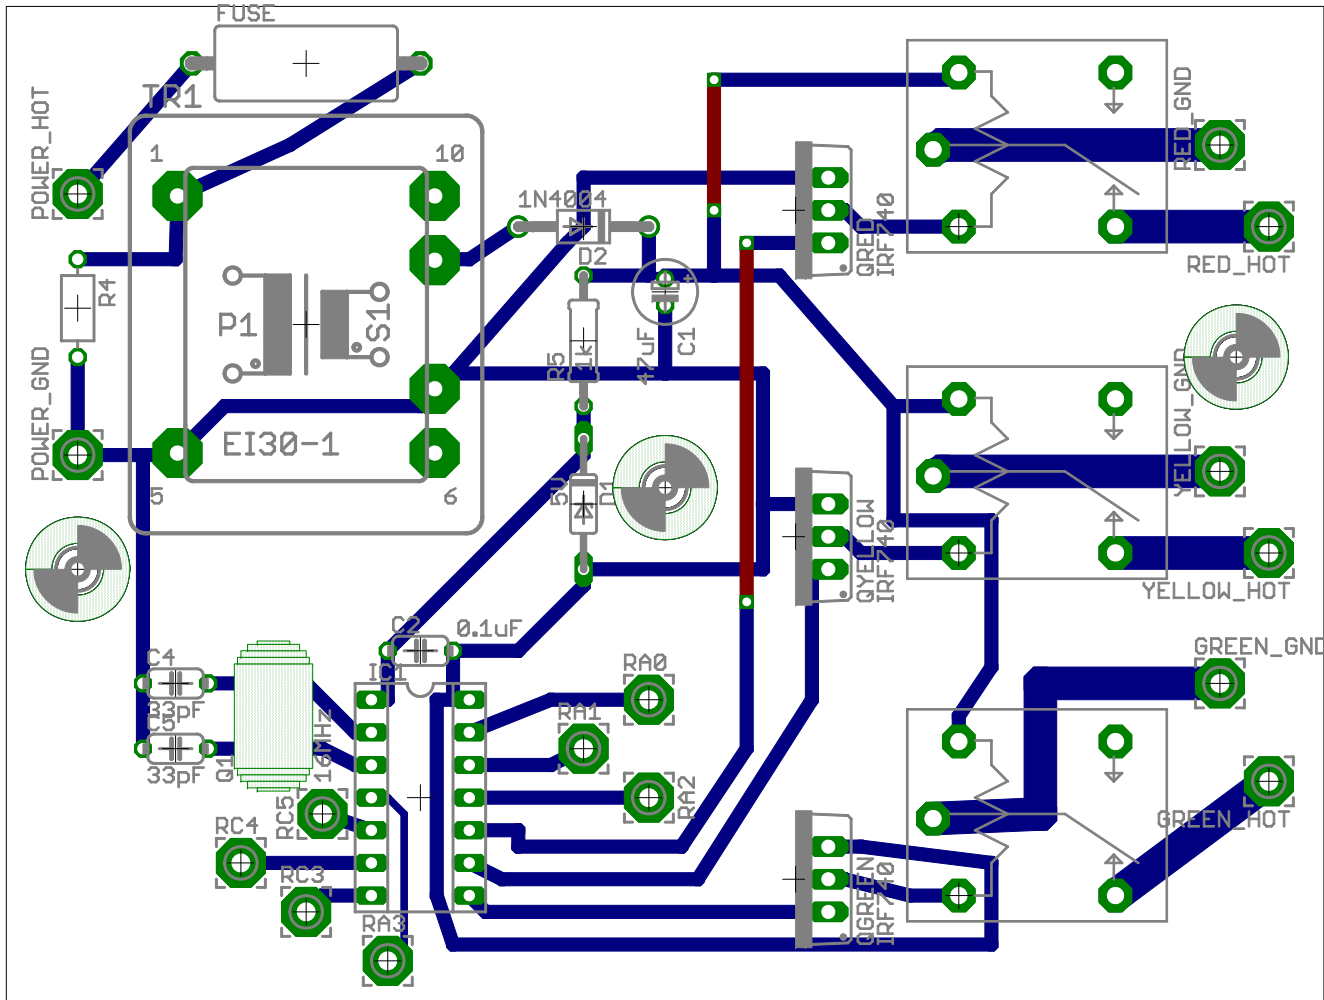 FUSE
TR1
POWER_HOT
1
10
1N4004
D2
R4
P1
S1
R5
1k
47uF
C1
+
QRED
IRF740
RED_GND
RED_HOT
POWER_GND
EI30-1
5
6
5V
D1
QYELLOW
IRF740
YELLOW_GND
YELLOW_HOT
C2
0.1uF
C4
33pF
C5
33pF
Q1
16MHz
IC1
RA0
RA1
RA2
RC5
RC4
RC3
RA3
QGREEN
IRF740
GREEN_GND
GREEN_HOT